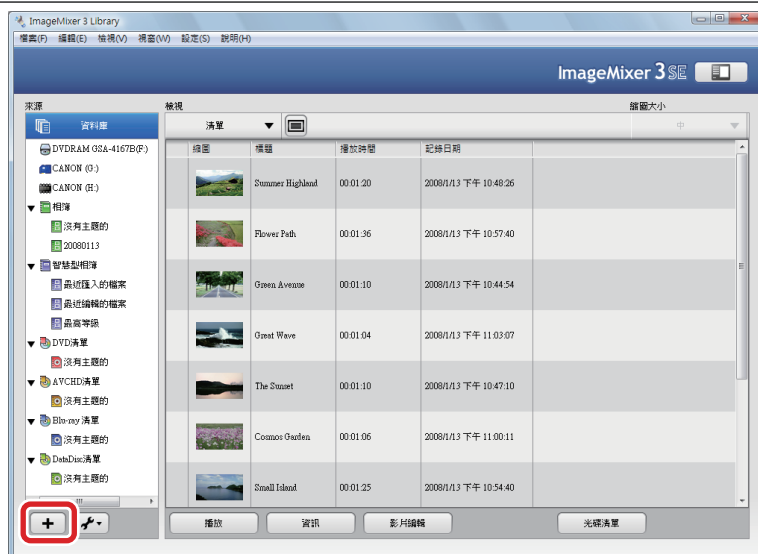 ImageMixer 3 Library
檔案(F) 編輯(E) 檢視(V) 視窗(W) 設定(S) 說明(H)
ImageMixer 3 SE
來源 檢視 縮圖大小
資料庫 清單 中
縮圖 標題 播放時間 記錄日期
DVDRAM GSA-4167B(F:)
CANON (G:)
CANON (H:)
相簿
沒有主題的
20080113
智慧型相簿
最近匯入的檔案
最近編輯的檔案
最高等級
DVD清單
沒有主題的
AVCHD清單
沒有主題的
Blu-ray 清單
沒有主題的
DataDisc清單
沒有主題的
Summer Highland 00:01:20 2008/1/13 下午 10:48:26
Flower Path 00:01:36 2008/1/13 下午 10:57:40
Green Avenue 00:01:10 2008/1/13 下午 10:44:54
Great Wave 00:01:04 2008/1/13 下午 11:03:07
The Sunset 00:01:10 2008/1/13 下午 10:47:10
Cosmos Garden 00:01:06 2008/1/13 下午 11:00:11
Small Island 00:01:25 2008/1/13 下午 10:54:40
播放 資訊 影片編輯 光碟清單